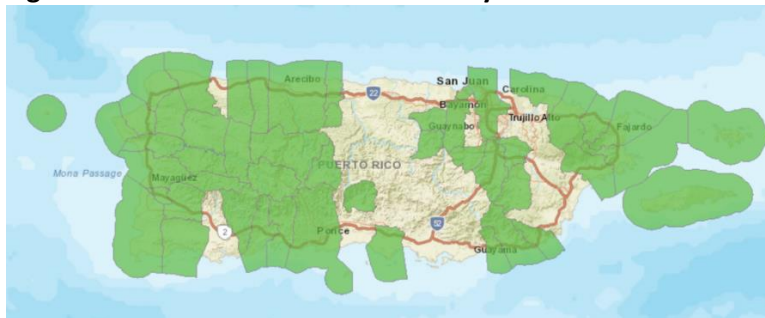 Arecibo
San Juan
22
Carolina
Bayamón
Trujillo Alto
Guaynabo
Fajardo
PUERTO RICO
Mona Passage
Mayagüez
52
2
Ponce
Guayama